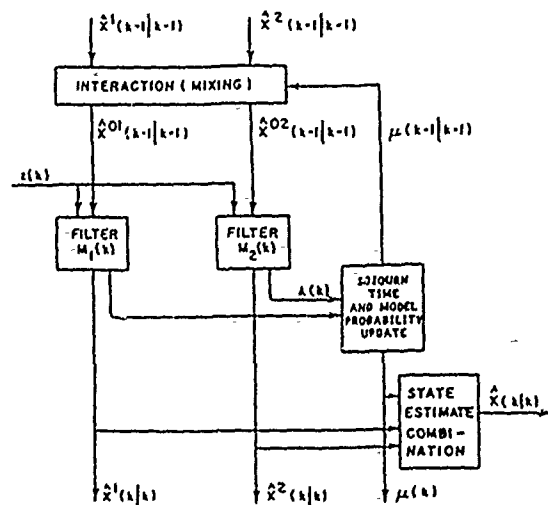 X̂¹(k-1|k-1)
X̂²(k-1|k-1)
INTERACTION (MIXING)
X̂⁰¹(k-1|k-1)
X̂⁰²(k-1|k-1)
μ(k-1|k-1)
z(k)
FILTER
M₁(k)
FILTER
M₂(k)
Λ(k)
SOJOURN
TIME
AND MODEL
PROBABILITY
UPDATE
STATE
ESTIMATE
COMBI-
NATION
X̂(k|k)
X̂¹(k|k)
X̂²(k|k)
μ(k)